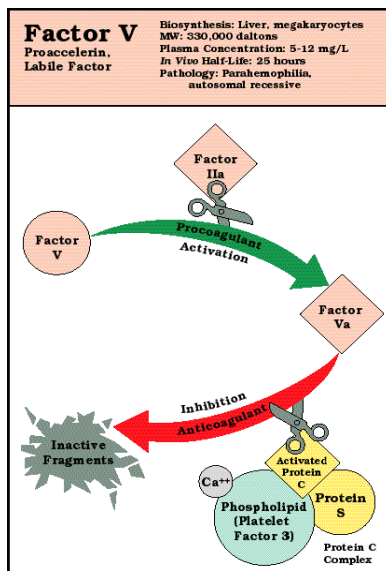 Factor V
Proaccelerin,
Labile Factor
Biosynthesis: Liver, megakaryocytes
MW: 330,000 daltons
Plasma Concentration: 5-12 mg/L
In Vivo Half-Life: 25 hours
Pathology: Parahemophilia,
autosomal recessive
Factor
IIa
Factor
V
Procoagulant
Activation
Factor
Va
Inhibition
Anticoagulant
Inactive
Fragments
Activated
Protein
C
Ca++
Phospholipid
(Platelet
Factor 3)
Protein
S
Protein C
Complex